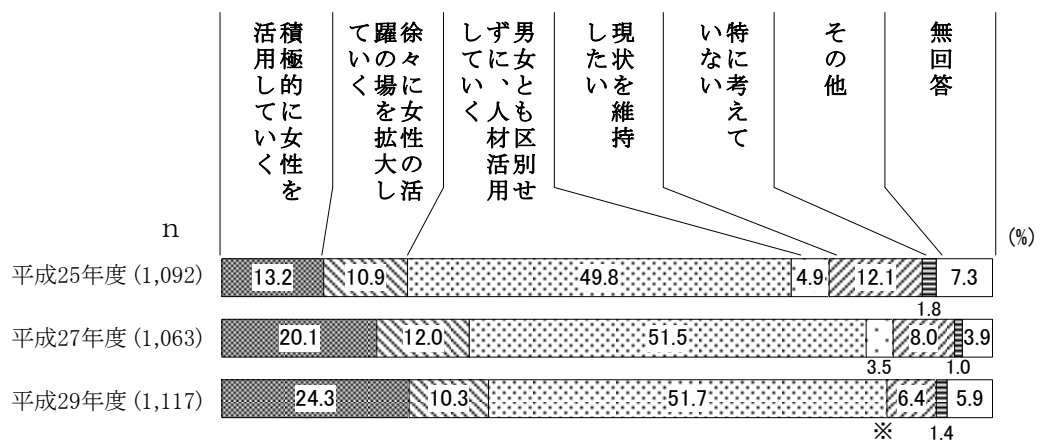 積極的に女性を
活用していく
徐々に女性の活
躍の場を拡大し
ていく
男女とも区別せ
ずに、人材活用
していく
現状を維持
したい
特に考えて
いない
その他
無回答
n
(%)
平成25年度 (1,092)
13.2
10.9
49.8
4.9
12.1
7.3
1.8
平成27年度 (1,063)
20.1
12.0
51.5
8.0
3.9
3.5
1.0
平成29年度 (1,117)
24.3
10.3
51.7
6.4
5.9
※
1.4